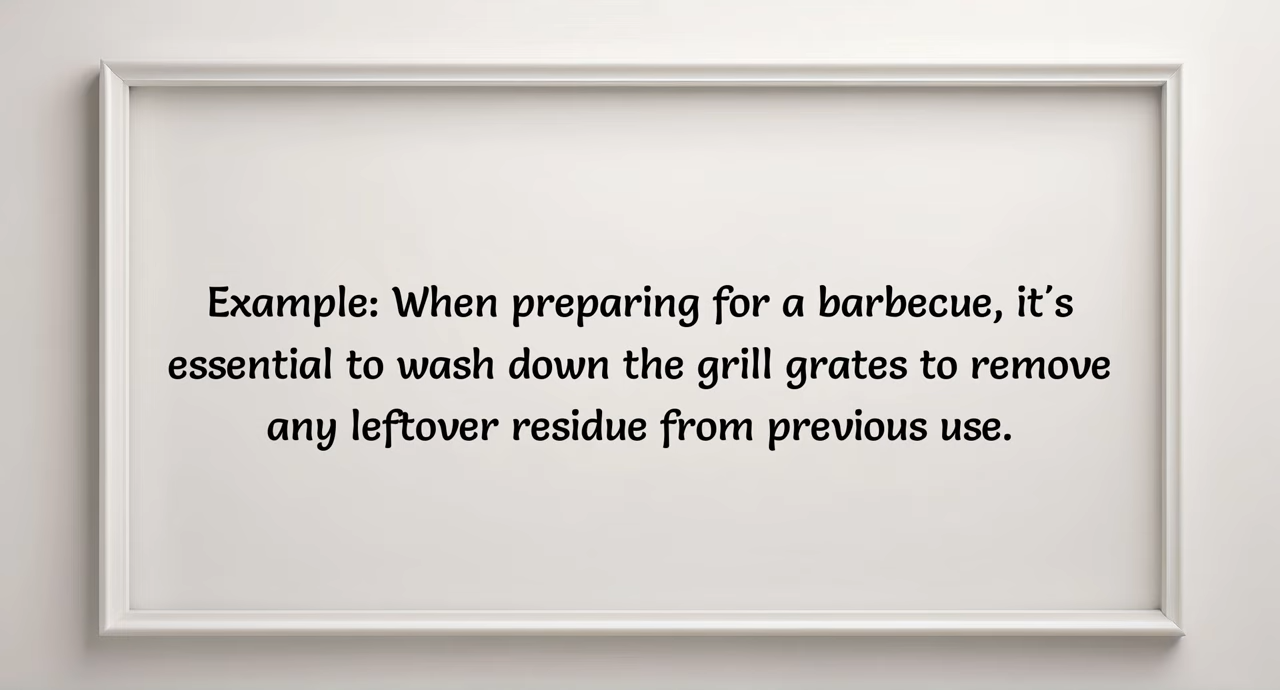 Example: When preparing for a barbecue, it's
essential to wash down the grill grates to remove
any leftover residue from previous use.